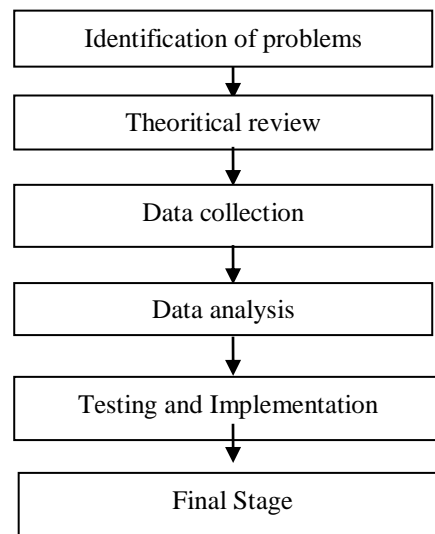 Identification of problems
Theoritical review
Data collection
Data analysis
Testing and Implementation
Final Stage